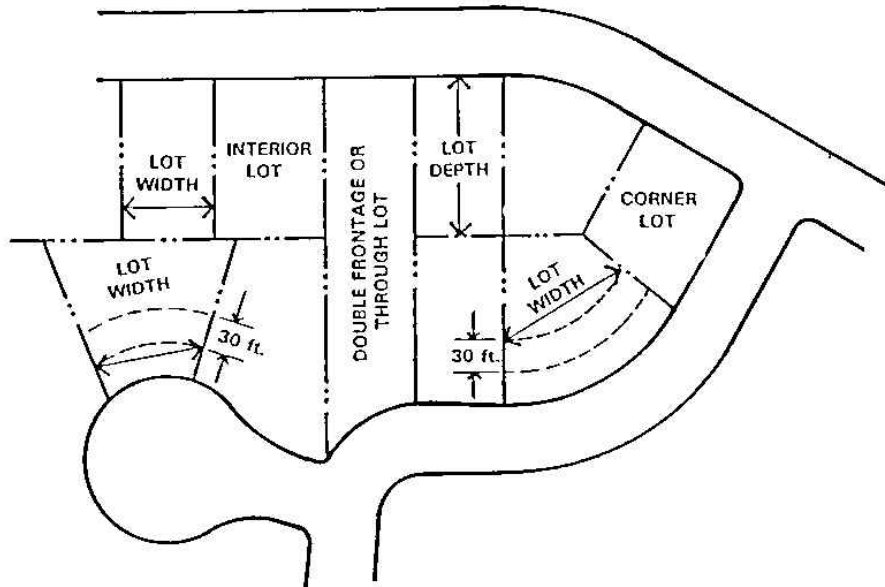 LOT
WIDTH
INTERIOR
LOT
DOUBLE FRONTAGE OR
THROUGH LOT
LOT
DEPTH
CORNER
LOT
LOT
WIDTH
30 ft.
LOT
WIDTH
30 ft.